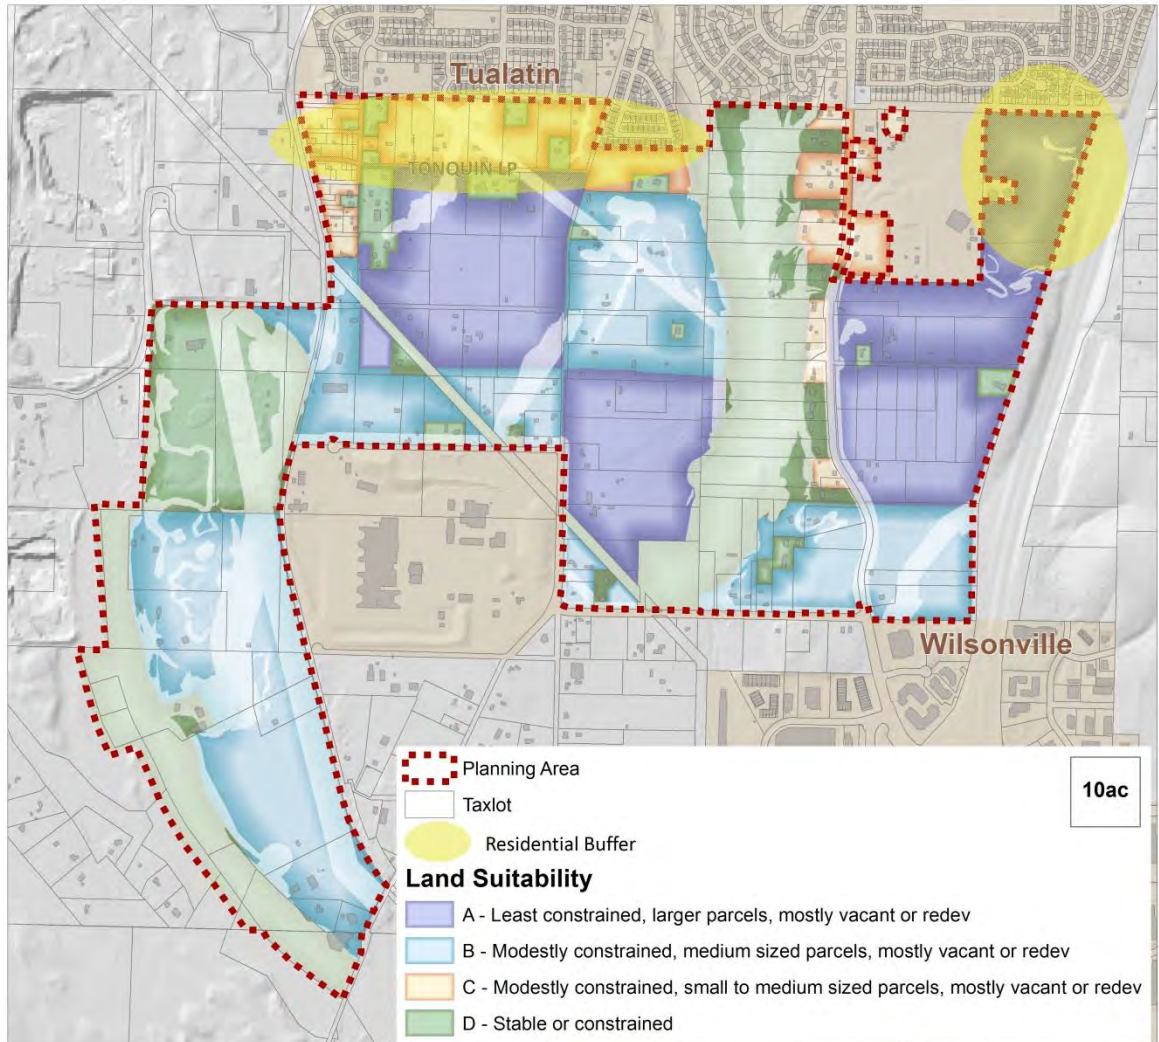 Tualatin
TONQUIN LP
Wilsonville
Planning Area
10ac
Taxlot
Residential Buffer
Land Suitability
A - Least constrained, larger parcels, mostly vacant or redev
B - Modestly constrained, medium sized parcels, mostly vacant or redev
C - Modestly constrained, small to medium sized parcels, mostly vacant or redev
D - Stable or constrained